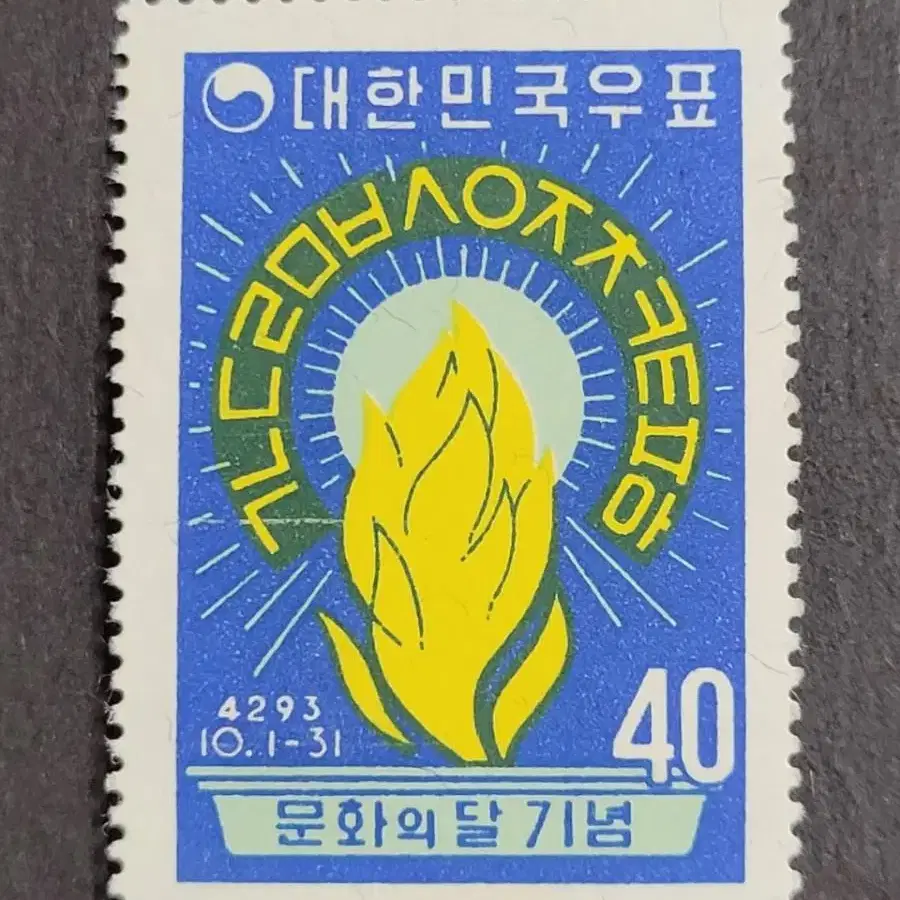 대한민국우표
ㄱㄴㄷㄹㅁㅂㅅㅇㅈㅊㅋㅌㅍㅎ
4293
10.1-31
40
문화의 달 기념